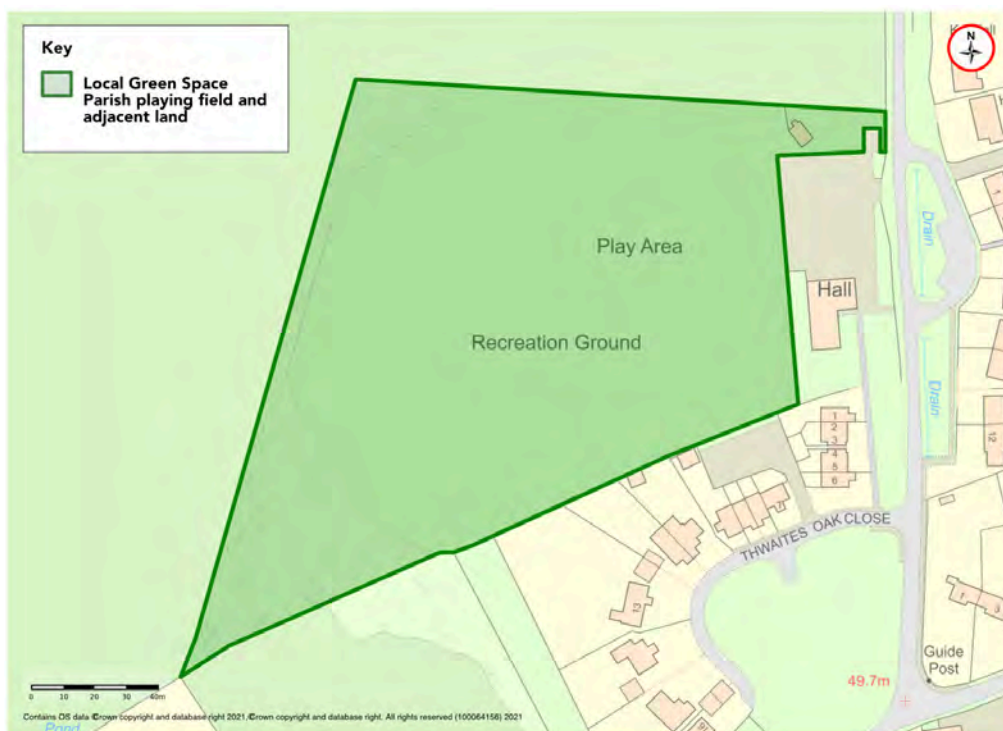 Key
Local Green Space
Parish playing field and
adjacent land
N
Play Area
Recreation Ground
Hall
Drain
Drain
1
2
3
4
5
6
12
THWAITES OAK CLOSE
Guide
Post
49.7m
0 10 20 30 40m
Contains OS data ©Crown copyright and database right 2021,©Crown copyright and database right. All rights reserved (100064156) 2021
Pond